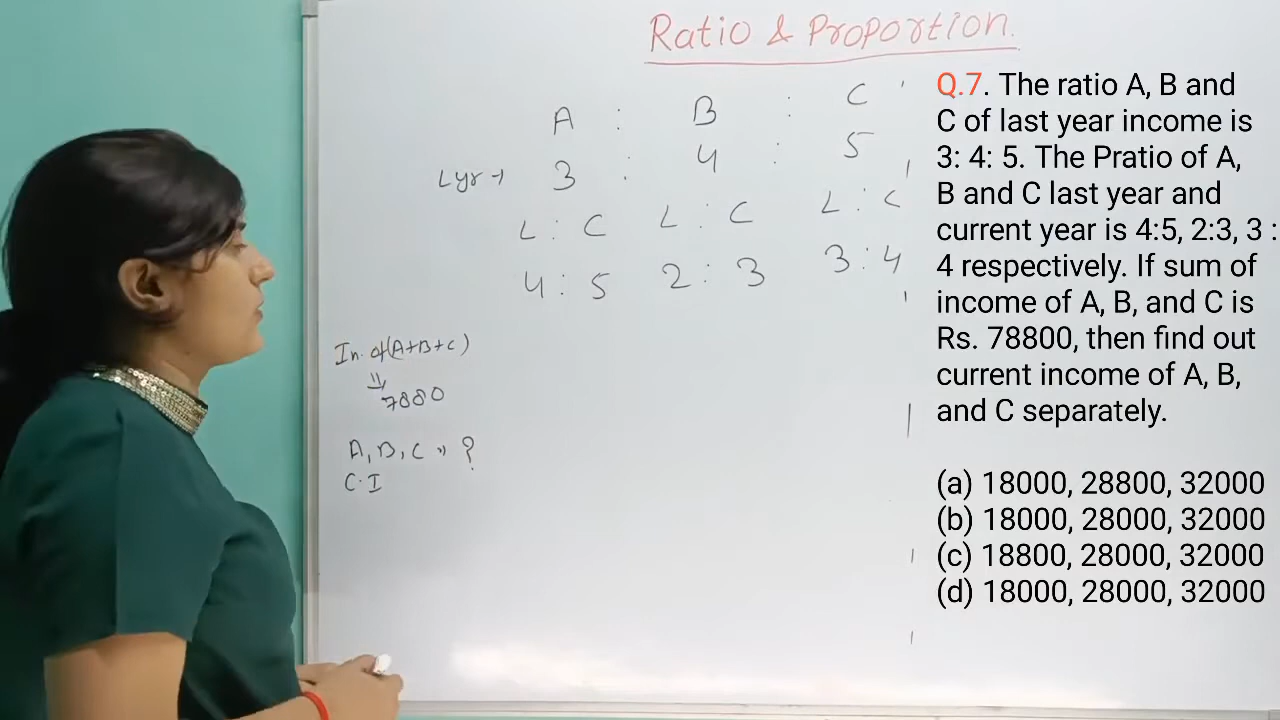 Ratio & Proportion.
A : B : C
Lyr → 3 : 4 : 5
L : C L : C L : C
4 : 5 2 : 3 3 : 4
In. of (A+B+C)
7880
A, B, C = ?
C. I
Q.7. The ratio A, B and
C of last year income is
3: 4: 5. The Pratio of A,
B and C last year and
current year is 4:5, 2:3, 3 :
4 respectively. If sum of
income of A, B, and C is
Rs. 78800, then find out
current income of A, B,
and C separately.
(a) 18000, 28800, 32000
(b) 18000, 28000, 32000
(c) 18800, 28000, 32000
(d) 18000, 28000, 32000